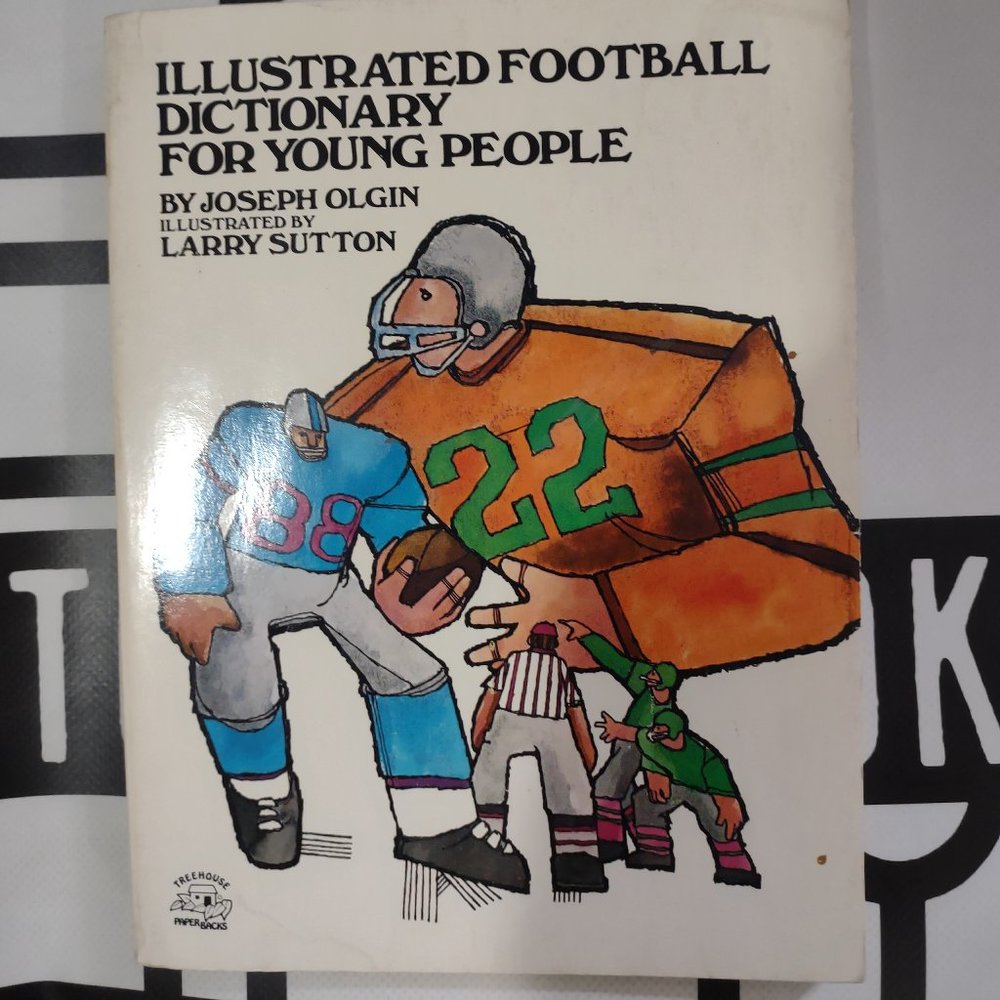 ILLUSTRATED FOOTBALL
DICTIONARY
FOR YOUNG PEOPLE
BY JOSEPH OLGIN
ILLUSTRATED BY
LARRY SUTTON
22
88
TREEHOUSE
PAPERBACKS